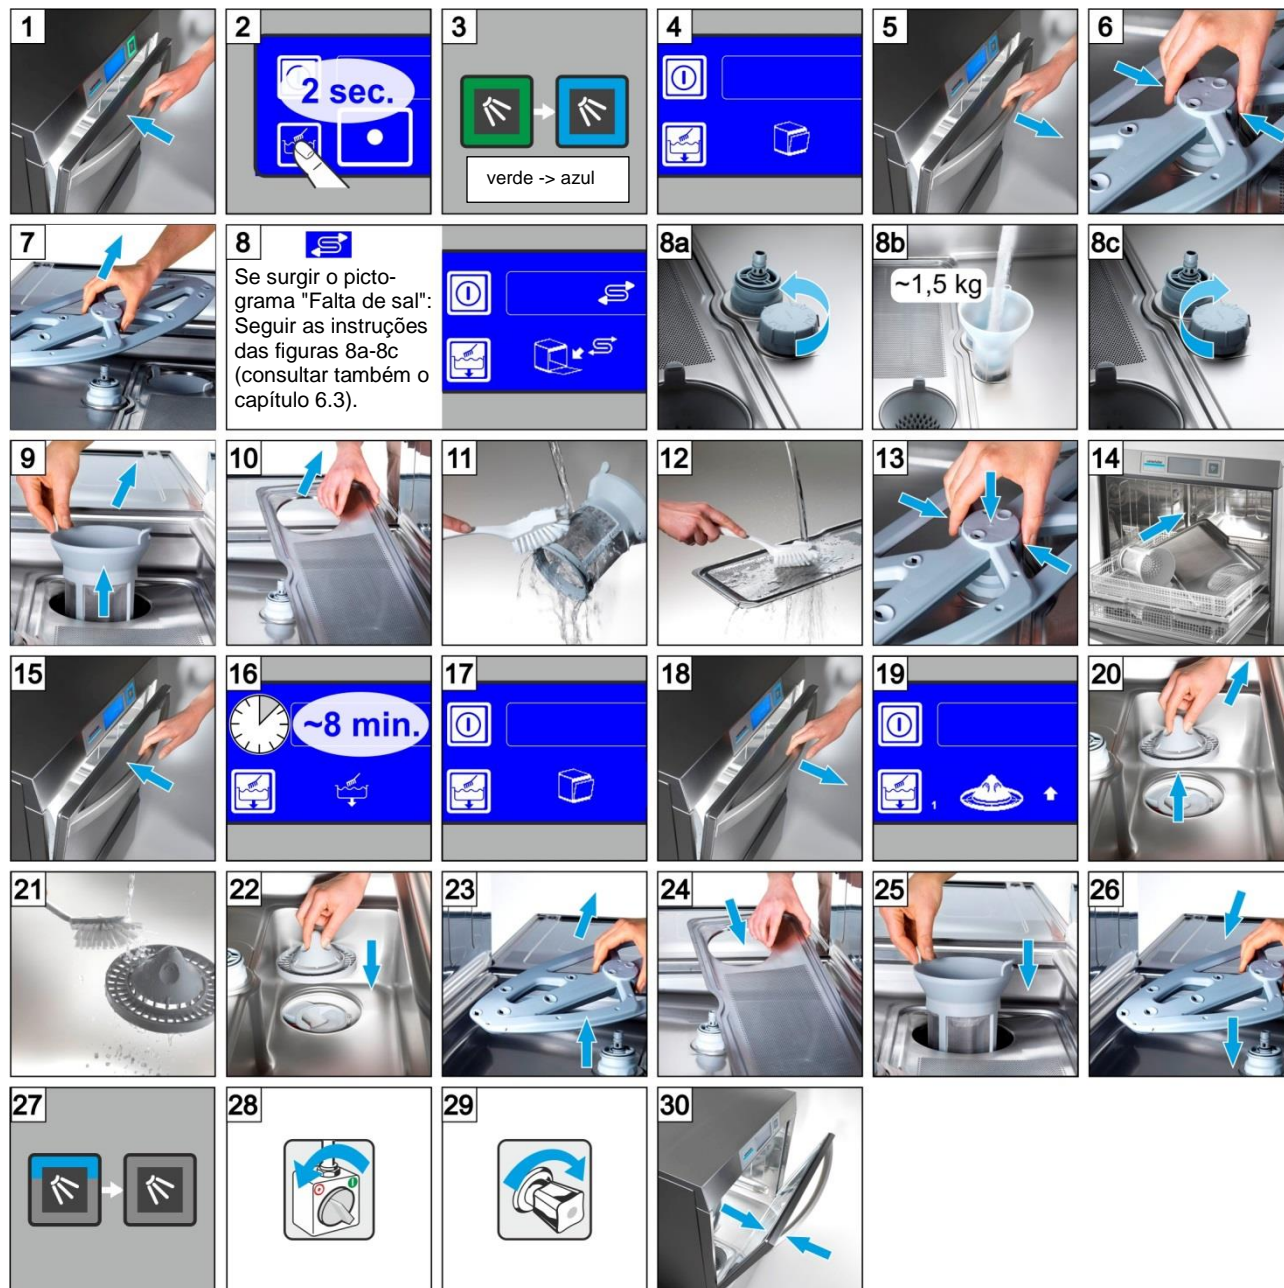 1
2
2 sec.
3
verde -> azul
4
5
6
7
8
Se surgir o picto-
grama "Falta de sal":
Seguir as instruções
das figuras 8a-8c
(consultar também o
capítulo 6.3).
8a
8b
~1,5 kg
8c
9
10
11
12
13
14
15
16
~8 min.
17
18
19
1
20
21
22
23
24
25
26
27
28
29
30